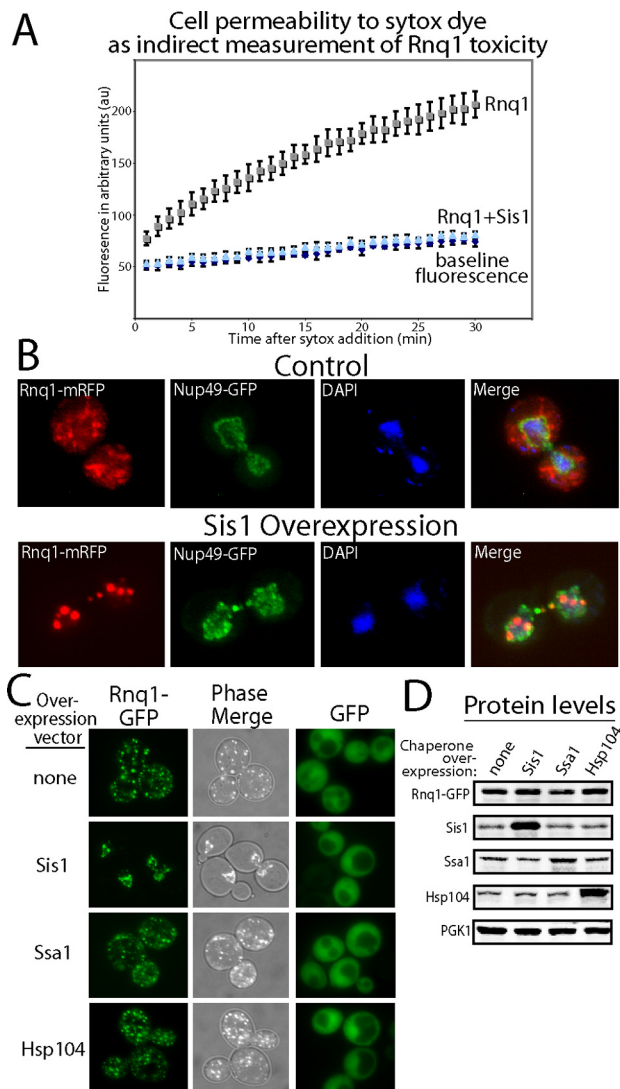 A
Cell permeability to sytox dye
as indirect measurement of Rnq1 toxicity
Fluoresence in arbitrary units (au)
200
150
100
50
Rnq1
Rnq1+Sis1
baseline
fluorescence
0
5
10
15
20
25
30
Time after sytox addition (min)
B
Control
Rnq1-mRFP
Nup49-GFP
DAPI
Merge
Sis1 Overexpression
Rnq1-mRFP
Nup49-GFP
DAPI
Merge
C
Over-
expression
vector
Rnq1-
GFP
Phase
Merge
GFP
none
Sis1
Ssa1
Hsp104
D
Protein levels
Chaperone
over-
expression:
none
Sis1
Ssa1
Hsp104
Rnq1-GFP
Sis1
Ssa1
Hsp104
PGK1